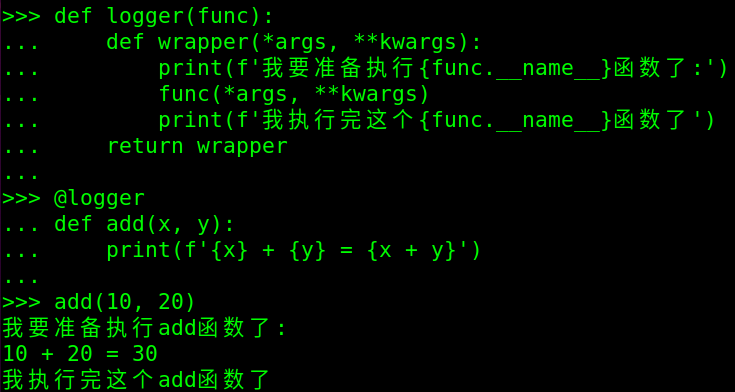 >>> def logger(func):
...     def wrapper(*args, **kwargs):
...         print(f'我要准备执行{func.__name__}函数了:')
...         func(*args, **kwargs)
...         print(f'我执行完这个{func.__name__}函数了')
...     return wrapper
...
>>> @logger
... def add(x, y):
...     print(f'{x} + {y} = {x + y}')
...
>>> add(10, 20)
我要准备执行add函数了:
10 + 20 = 30
我执行完这个add函数了